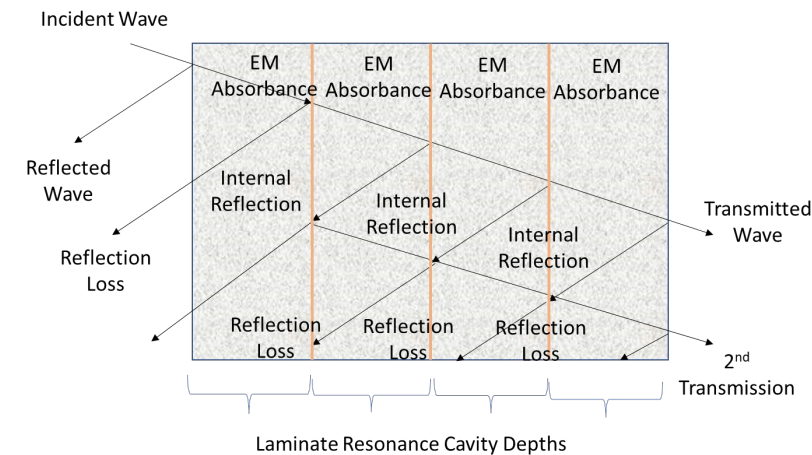 Incident Wave
EM
Absorbance
EM
Absorbance
EM
Absorbance
EM
Absorbance
Reflected
Wave
Internal
Reflection
Internal
Reflection
Internal
Reflection
Transmitted
Wave
Reflection
Loss
Reflection
Loss
Reflection
Loss
Reflection
Loss
2nd
Transmission
Laminate Resonance Cavity Depths